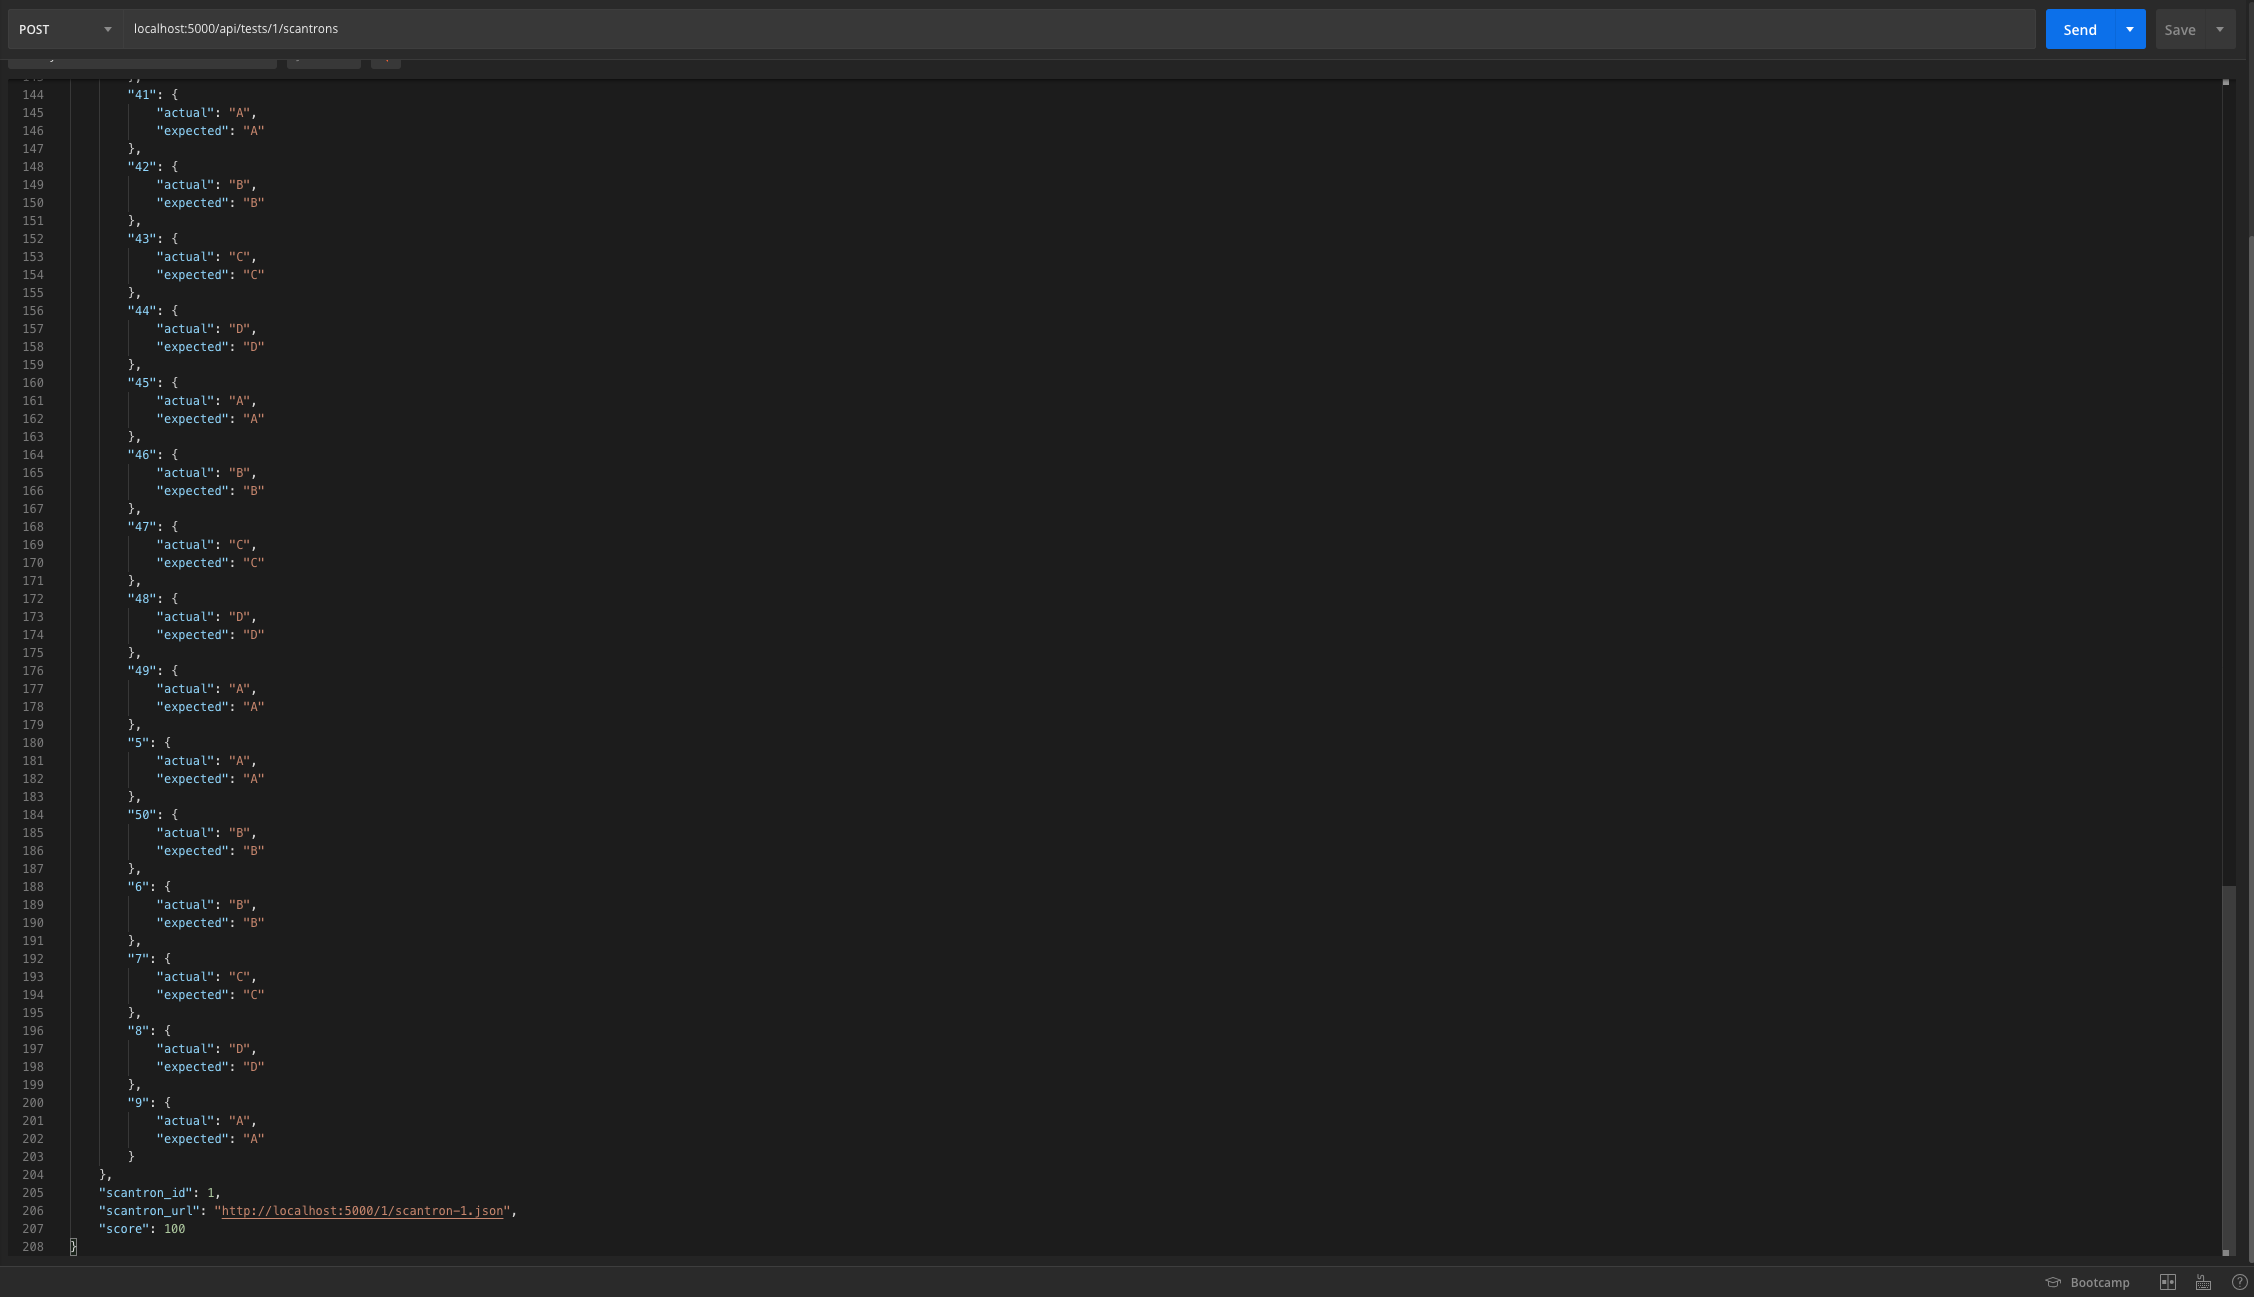 POST localhost:5000/api/tests/1/scantrons Send Save
144 "41": {
145 "actual": "A",
146 "expected": "A"
147 },
148 "42": {
149 "actual": "B",
150 "expected": "B"
151 },
152 "43": {
153 "actual": "C",
154 "expected": "C"
155 },
156 "44": {
157 "actual": "D",
158 "expected": "D"
159 },
160 "45": {
161 "actual": "A",
162 "expected": "A"
163 },
164 "46": {
165 "actual": "B",
166 "expected": "B"
167 },
168 "47": {
169 "actual": "C",
170 "expected": "C"
171 },
172 "48": {
173 "actual": "D",
174 "expected": "D"
175 },
176 "49": {
177 "actual": "A",
178 "expected": "A"
179 },
180 "5": {
181 "actual": "A",
182 "expected": "A"
183 },
184 "50": {
185 "actual": "B",
186 "expected": "B"
187 },
188 "6": {
189 "actual": "B",
190 "expected": "B"
191 },
192 "7": {
193 "actual": "C",
194 "expected": "C"
195 },
196 "8": {
197 "actual": "D",
198 "expected": "D"
199 },
200 "9": {
201 "actual": "A",
202 "expected": "A"
203 }
204 },
205 "scantron_id": 1,
206 "scantron_url": "http://localhost:5000/1/scantron-1.json",
207 "score": 100
208 }
Bootcamp